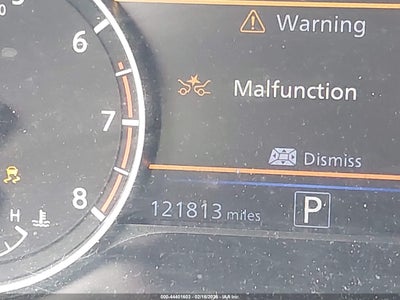 Warning
6
Malfunction
7
Dismiss
8
121813 miles
P
H